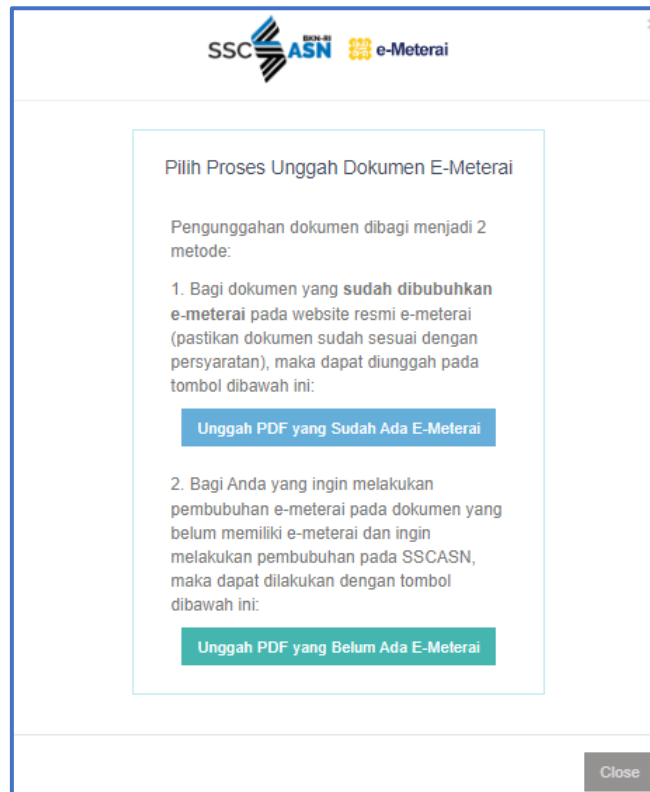 SSC ASN BKN-RI e-Meterai
Pilih Proses Unggah Dokumen E-Meterai
Pengunggahan dokumen dibagi menjadi 2
metode:
1. Bagi dokumen yang sudah dibubuhkan
e-meterai pada website resmi e-meterai
(pastikan dokumen sudah sesuai dengan
persyaratan), maka dapat diunggah pada
tombol dibawah ini:
Unggah PDF yang Sudah Ada E-Meterai
2. Bagi Anda yang ingin melakukan
pembubuhan e-meterai pada dokumen yang
belum memiliki e-meterai dan ingin
melakukan pembubuhan pada SSCASN,
maka dapat dilakukan dengan tombol
dibawah ini:
Unggah PDF yang Belum Ada E-Meterai
Close